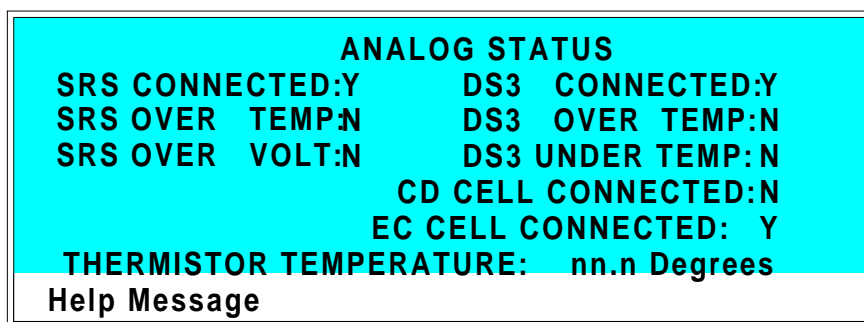 ANALOG STATUS
SRS CONNECTED:Y DS3 CONNECTED:Y
SRS OVER TEMP:N DS3 OVER TEMP:N
SRS OVER VOLT:N DS3 UNDER TEMP: N
CD CELL CONNECTED:N
EC CELL CONNECTED: Y
THERMISTOR TEMPERATURE: nn.n Degrees
Help Message